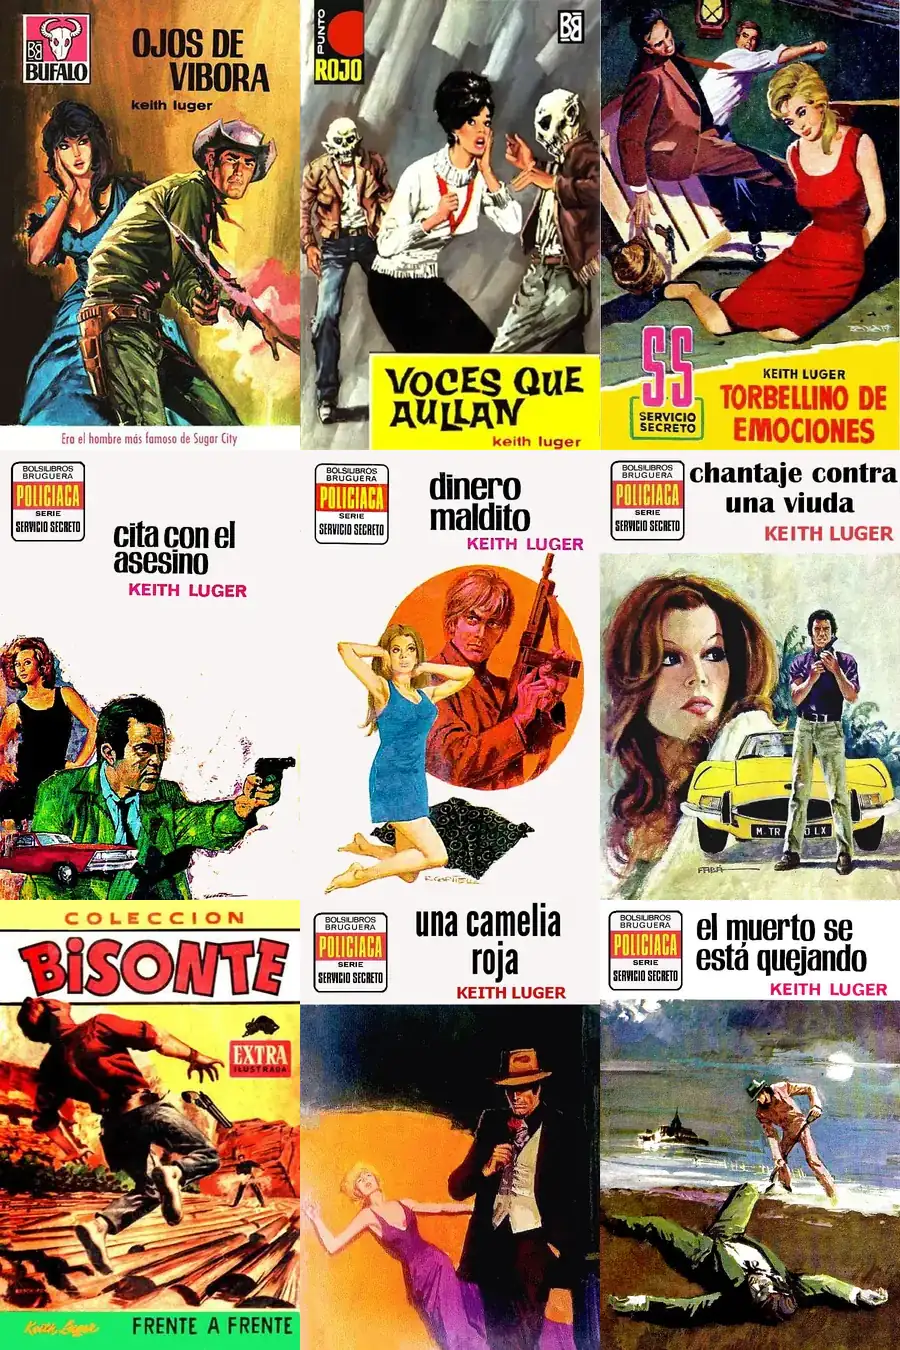 BB
BUFALO
OJOS DE
VIBORA
keith luger
Era el hombre más famoso de Sugar City
PUNTO
ROJO
BB
VOCES QUE
AULLAN
keith luger
SS
SERVICIO
SECRETO
KEITH LUGER
TORBELLINO DE
EMOCIONES
BOLSILIBROS
BRUGUERA
POLICIACA
SERIE
SERVICIO SECRETO
cita con el
asesino
KEITH LUGER
BOLSILIBROS
BRUGUERA
POLICIACA
SERIE
SERVICIO SECRETO
dinero
maldito
KEITH LUGER
BOLSILIBROS
BRUGUERA
POLICIACA
SERIE
SERVICIO SECRETO
chantaje contra
una viuda
KEITH LUGER
COLECCION
BISONTE
EXTRA
ILUSTRADA
Keith Luger
FRENTE A FRENTE
BOLSILIBROS
BRUGUERA
POLICIACA
SERIE
SERVICIO SECRETO
una camelia
roja
KEITH LUGER
BOLSILIBROS
BRUGUERA
POLICIACA
SERIE
SERVICIO SECRETO
el muerto se
está quejando
KEITH LUGER